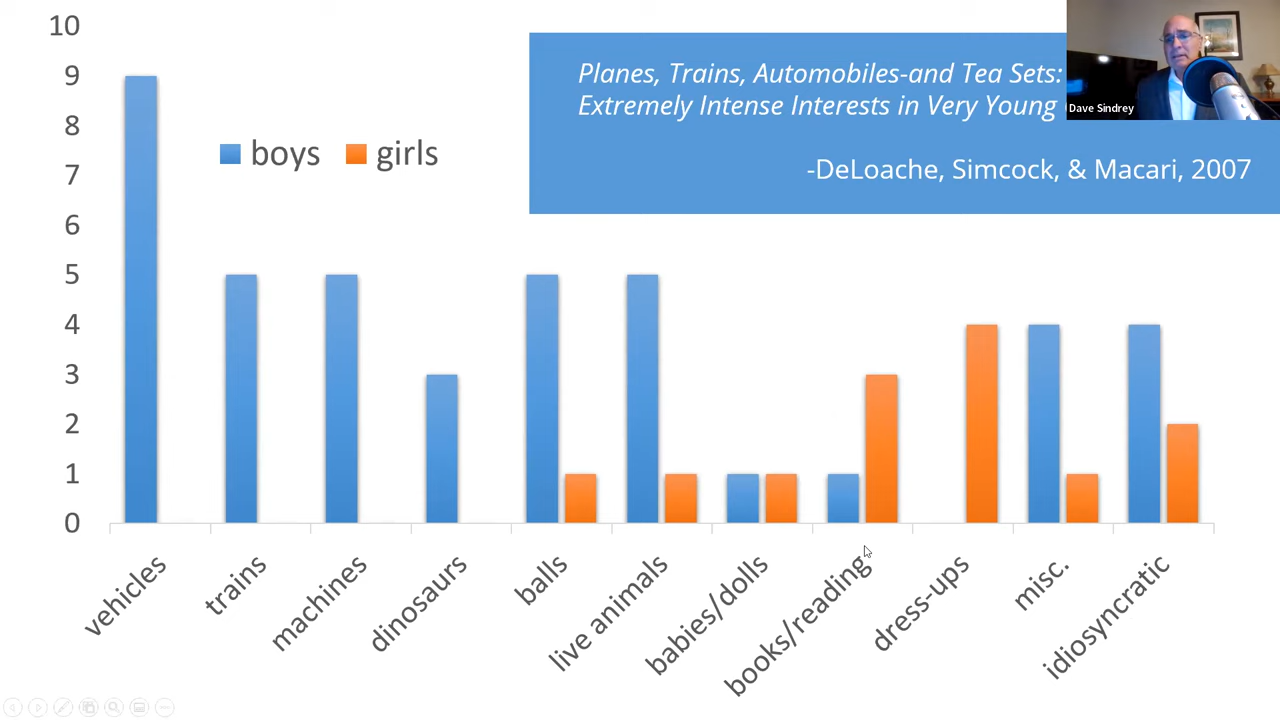 10
9
8
7
6
5
4
3
2
1
0
boys girls
Planes, Trains, Automobiles-and Tea Sets:
Extremely Intense Interests in Very Young
-DeLoache, Simcock, & Macari, 2007
Dave Sindrey
vehicles
trains
machines
dinosaurs
balls
live animals
babies/dolls
books/reading
dress-ups
misc.
idiosyncratic